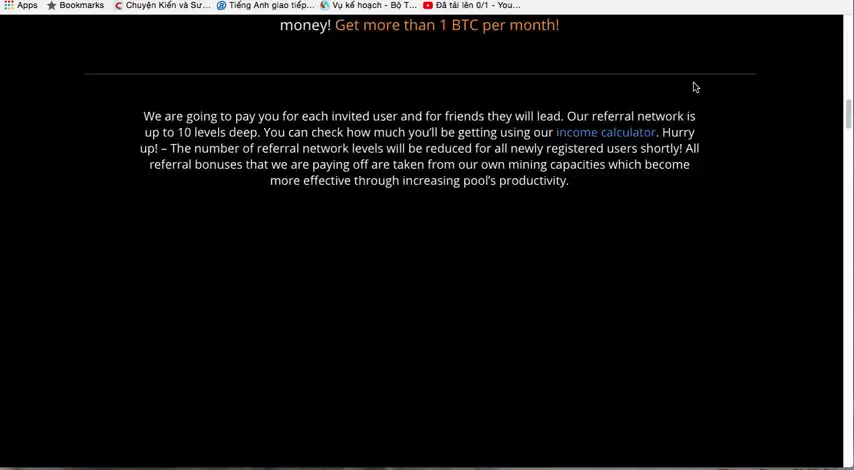 Apps Bookmarks Chuyện Kiến và Sư... Tiếng Anh giao tiếp... Vụ kế hoạch - Bộ T... Đã tải lên 0/1 - You...
money! Get more than 1 BTC per month!
We are going to pay you for each invited user and for friends they will lead. Our referral network is
up to 10 levels deep. You can check how much you'll be getting using our income calculator. Hurry
up! – The number of referral network levels will be reduced for all newly registered users shortly! All
referral bonuses that we are paying off are taken from our own mining capacities which become
more effective through increasing pool's productivity.